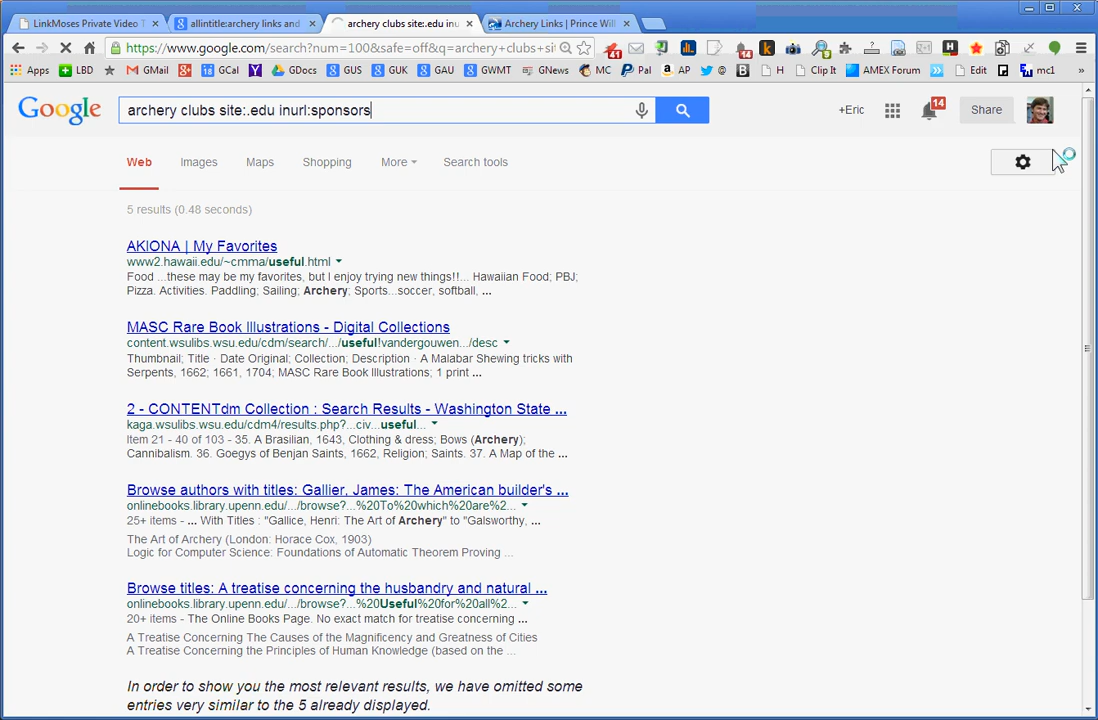 LinkMoses Private Video T
allintitle:archery links and
archery clubs site:.edu inu
Archery Links | Prince Will
https://www.google.com/search?num=100&safe=off&q=archery+clubs+sit
41
14
Apps LBD GMail GCal GDocs GUS GUK GAU GWMT GNews MC Pal AP @ H Clip It AMEX Forum Edit mc1 »
Google
archery clubs site:.edu inurl:sponsors
+Eric
14
Share
Web Images Maps Shopping More Search tools
5 results (0.48 seconds)
AKIONA | My Favorites
www2.hawaii.edu/~cmma/useful.html
Food ...these may be my favorites, but I enjoy trying new things!!... Hawaiian Food; PBJ;
Pizza. Activities. Paddling; Sailing; Archery; Sports...soccer, softball, ...
MASC Rare Book Illustrations - Digital Collections
content.wsulibs.wsu.edu/cdm/search/.../useful!vandergouwen.../desc
Thumbnail; Title · Date Original; Collection; Description · A Malabar Shewing tricks with
Serpents, 1662; 1661, 1704; MASC Rare Book Illustrations; 1 print ...
2 - CONTENTdm Collection : Search Results - Washington State ...
kaga.wsulibs.wsu.edu/cdm4/results.php?...civ...useful...
Item 21 - 40 of 103 - 35. A Brasilian, 1643, Clothing & dress; Bows (Archery);
Cannibalism. 36. Goegys of Benjan Saints, 1662, Religion; Saints. 37. A Map of the ...
Browse authors with titles: Gallier, James: The American builder's ...
onlinebooks.library.upenn.edu/.../browse?...%20To%20which%20are%2...
25+ items - ... With Titles : "Gallice, Henri: The Art of Archery" to "Galsworthy, ...
The Art of Archery (London: Horace Cox, 1903)
Logic for Computer Science: Foundations of Automatic Theorem Proving ...
Browse titles: A treatise concerning the husbandry and natural ...
onlinebooks.library.upenn.edu/.../browse?...%20Useful%20for%20all%2...
20+ items - The Online Books Page. No exact match for treatise concerning ...
A Treatise Concerning The Causes of the Magnificency and Greatness of Cities
A Treatise Concerning the Principles of Human Knowledge (based on the ...
In order to show you the most relevant results, we have omitted some
entries very similar to the 5 already displayed.